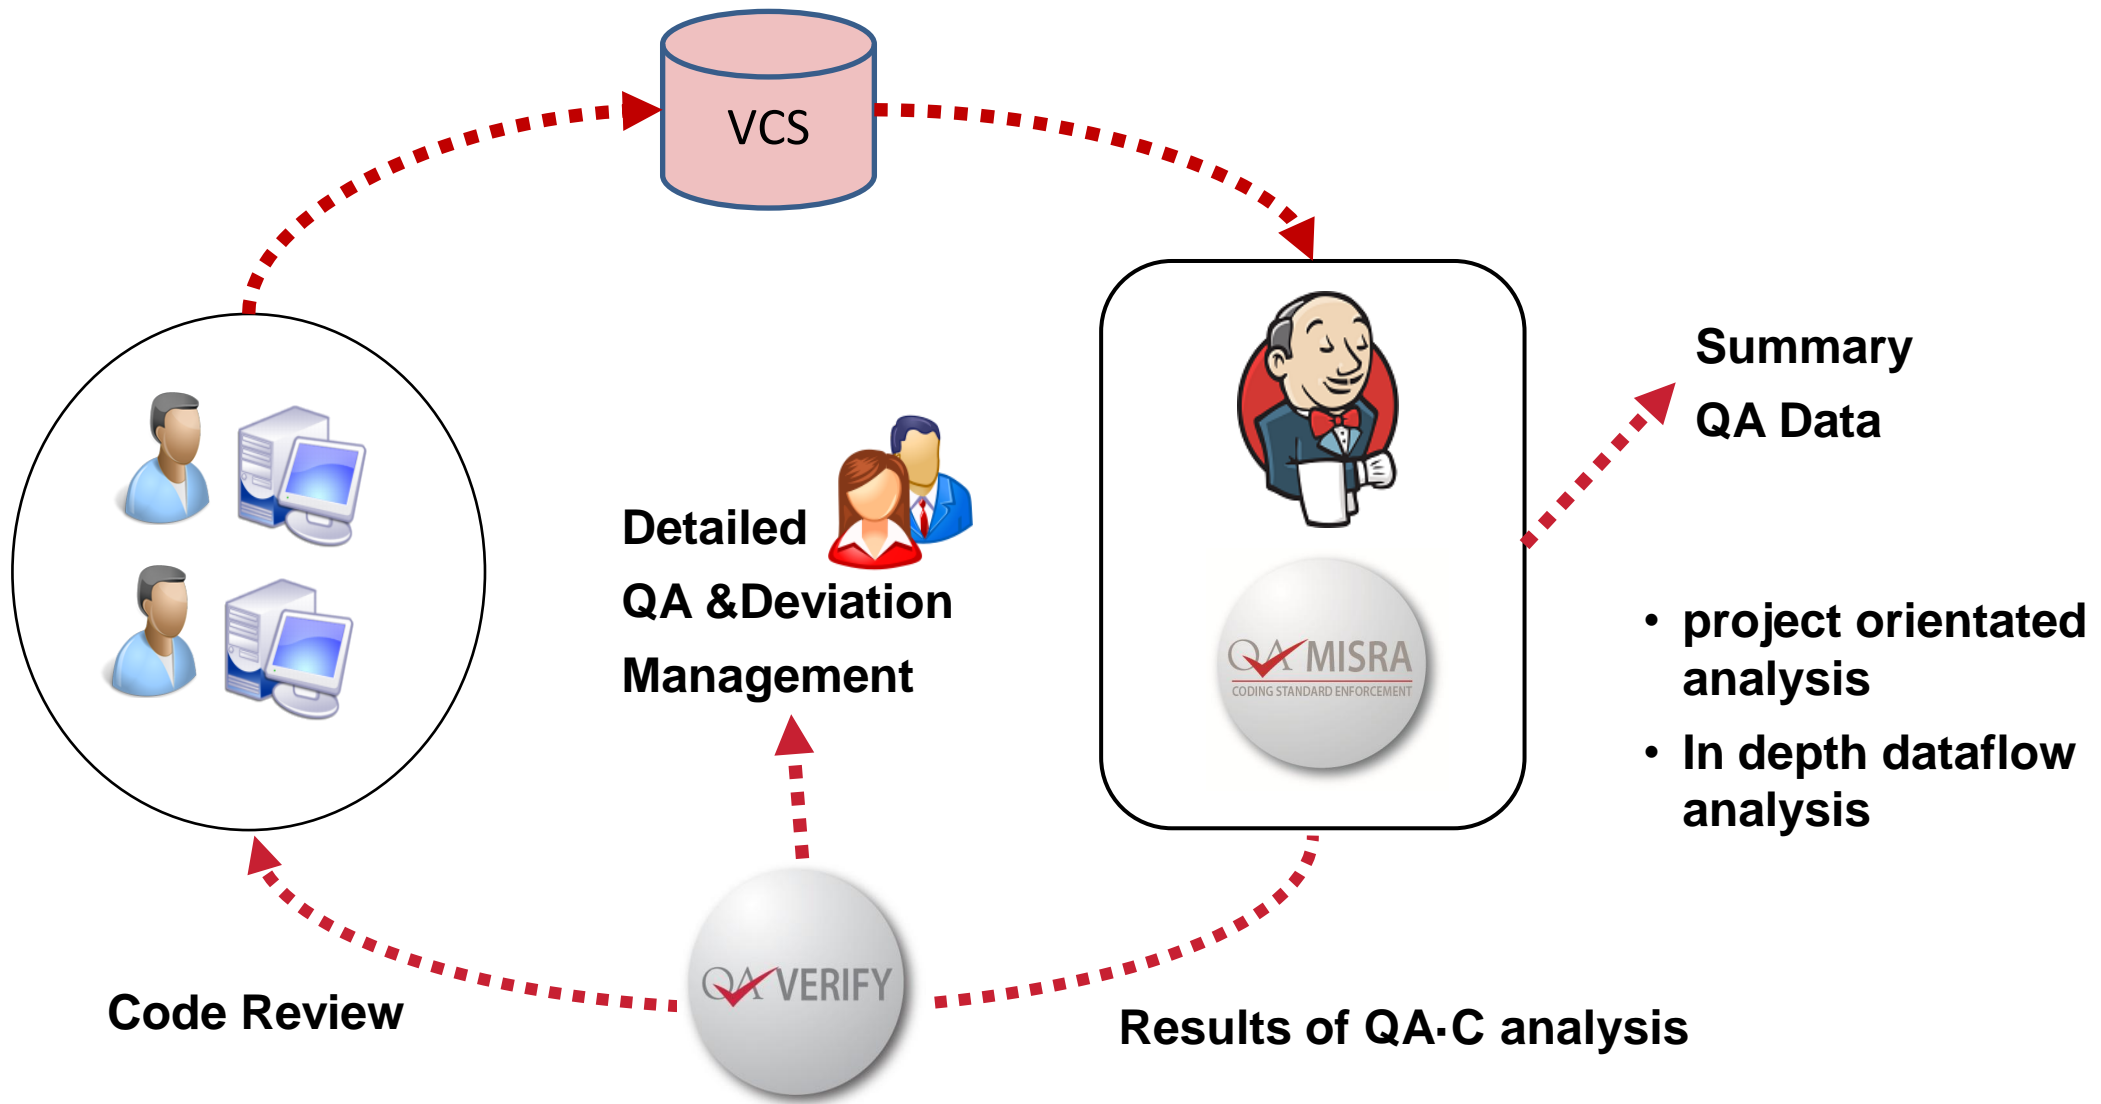 VCS
Summary
QA Data
Detailed
QA &Deviation
Management
QA MISRA
CODING STANDARD ENFORCEMENT
• project orientated
analysis
• In depth dataflow
analysis
QA VERIFY
Code Review
Results of QA·C analysis